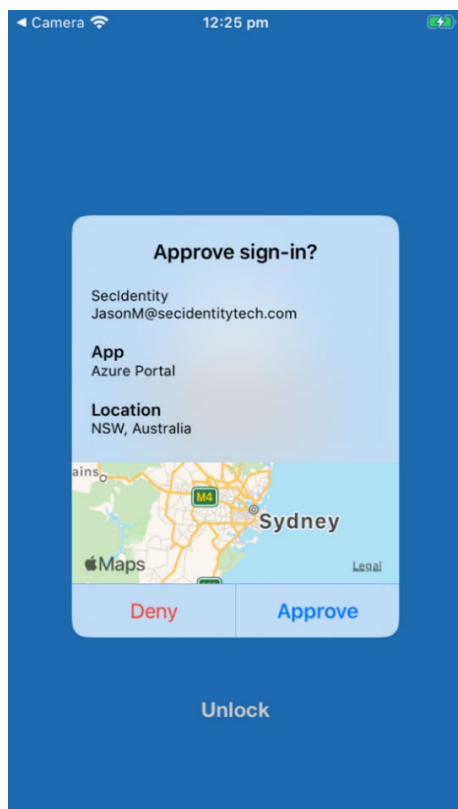 ◀ Camera 12:25 pm
Approve sign-in?
SecIdentity
JasonM@secidentitytech.com
App
Azure Portal
Location
NSW, Australia
ains
M4
Sydney
Maps
Legal
Deny Approve
Unlock